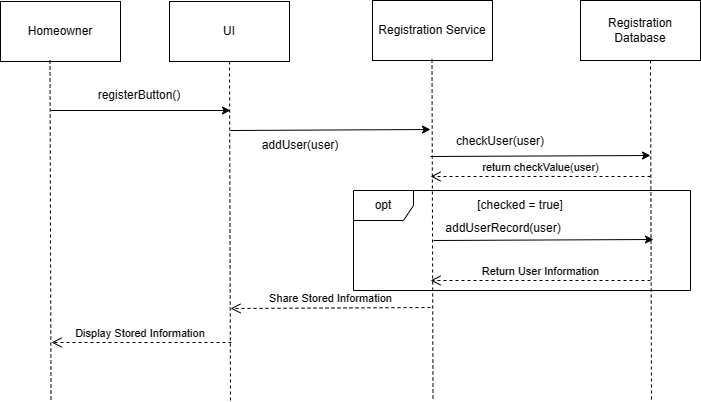 Homeowner
UI
Registration Service
Registration
Database
registerButton()
addUser(user)
checkUser(user)
return checkValue(user)
opt
[checked = true]
addUserRecord(user)
Return User Information
Share Stored Information
Display Stored Information